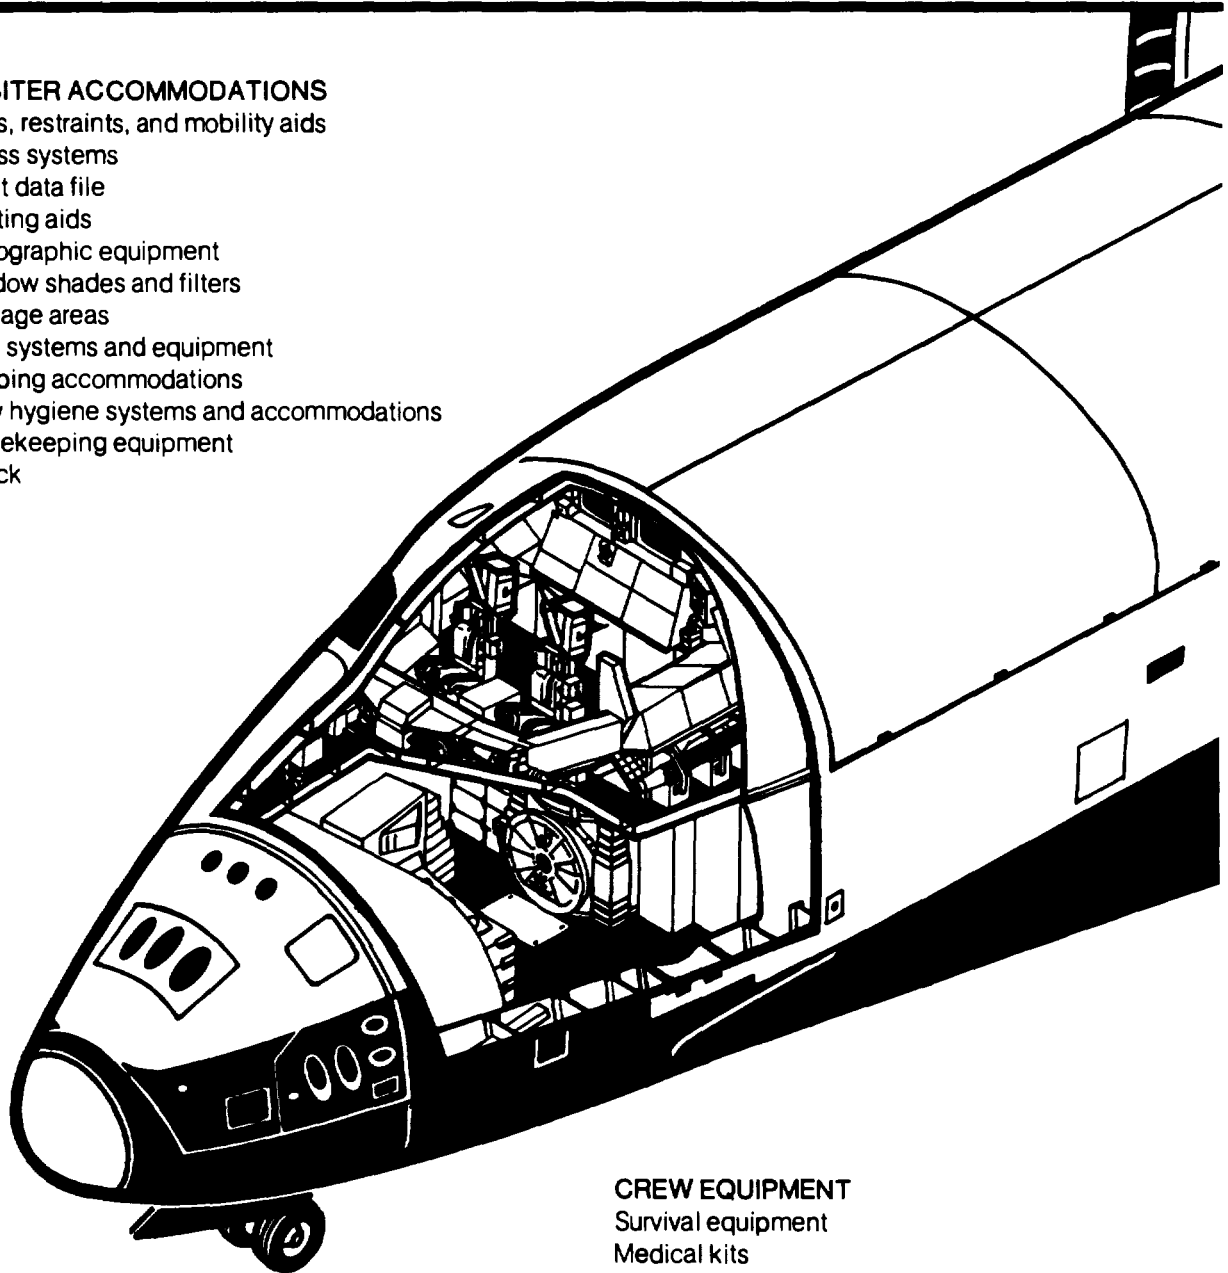 BITER ACCOMMODATIONS
s, restraints, and mobility aids
ss systems
t data file
ting aids
ographic equipment
dow shades and filters
age areas
systems and equipment
ping accommodations
hygiene systems and accommodations
ekeeping equipment
ck
CREW EQUIPMENT
Survival equipment
Medical kits